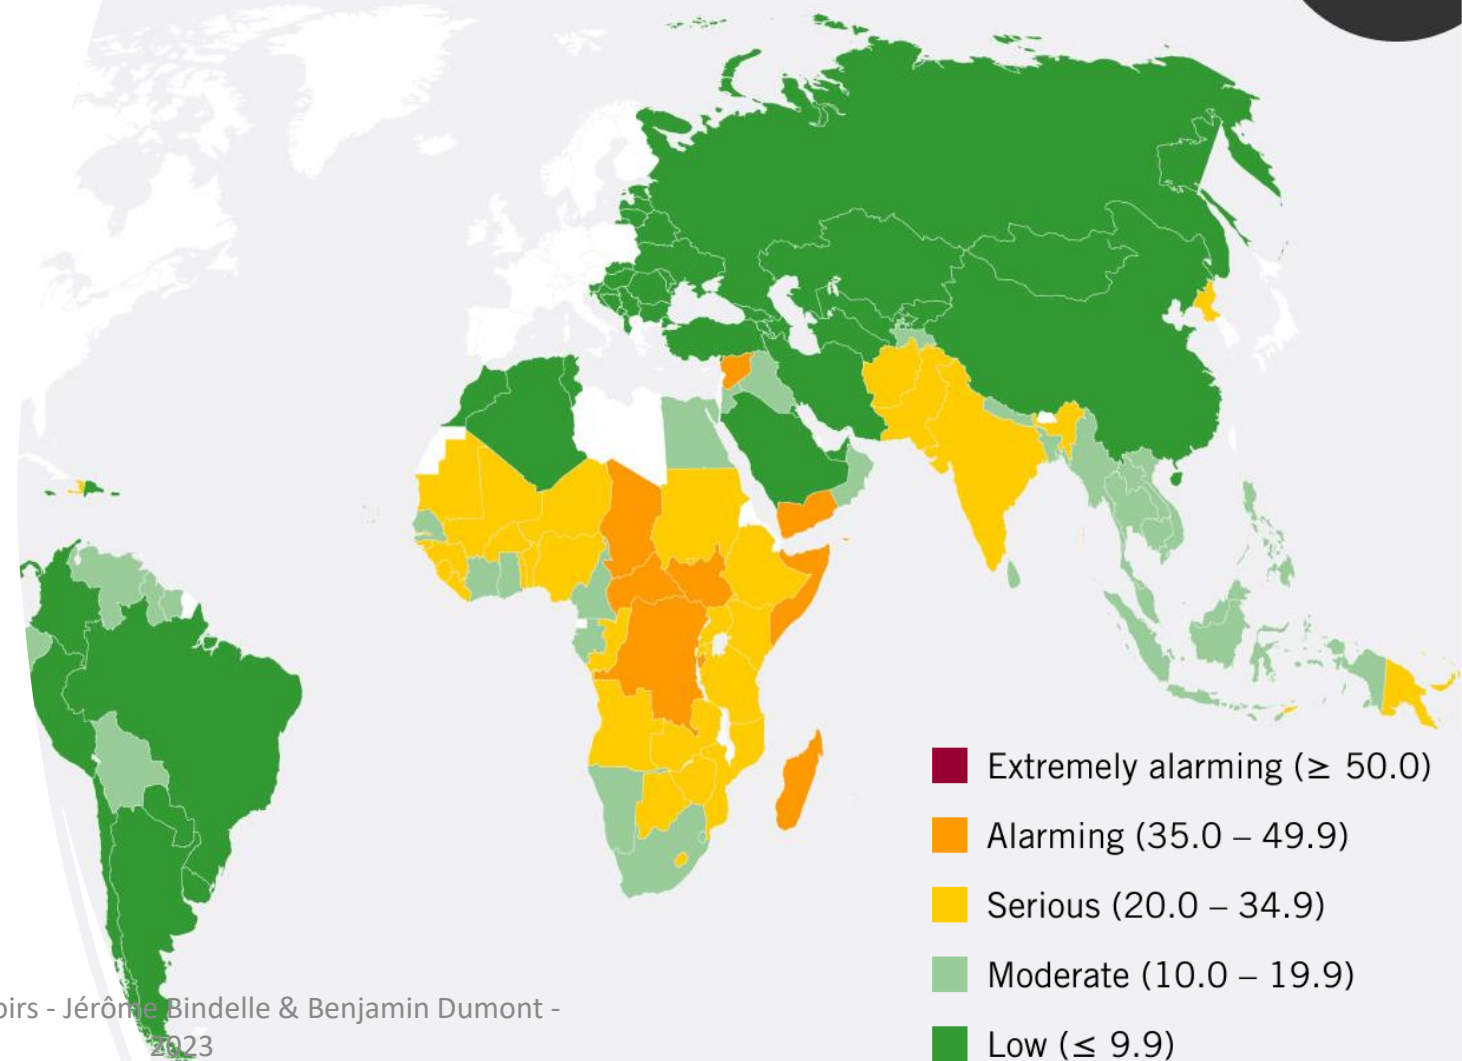 Extremely alarming (≥ 50.0)
Alarming (35.0 – 49.9)
Serious (20.0 – 34.9)
Moderate (10.0 – 19.9)
Low (≤ 9.9)
- Jérôme Bindelle & Benjamin Dumont -
2023